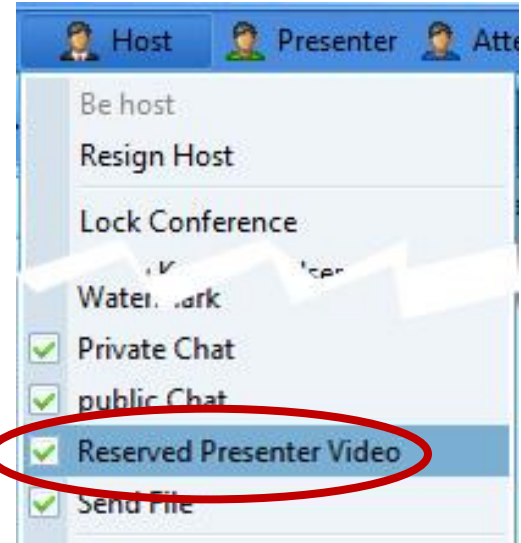 Host Presenter
Be host
Resign Host
Lock Conference
Private Chat
public Chat
Reserved Presenter Video
Send File